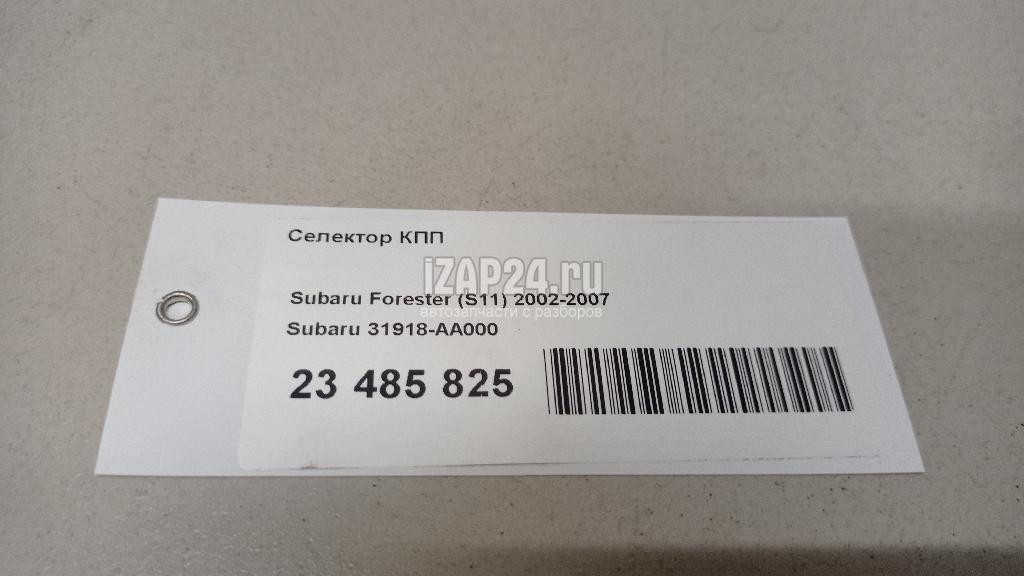 Селектор КПП
iZAP24.ru
Subaru Forester (S11) 2002-2007
автозапчасти с разборов
Subaru 31918-AA000
23 485 825